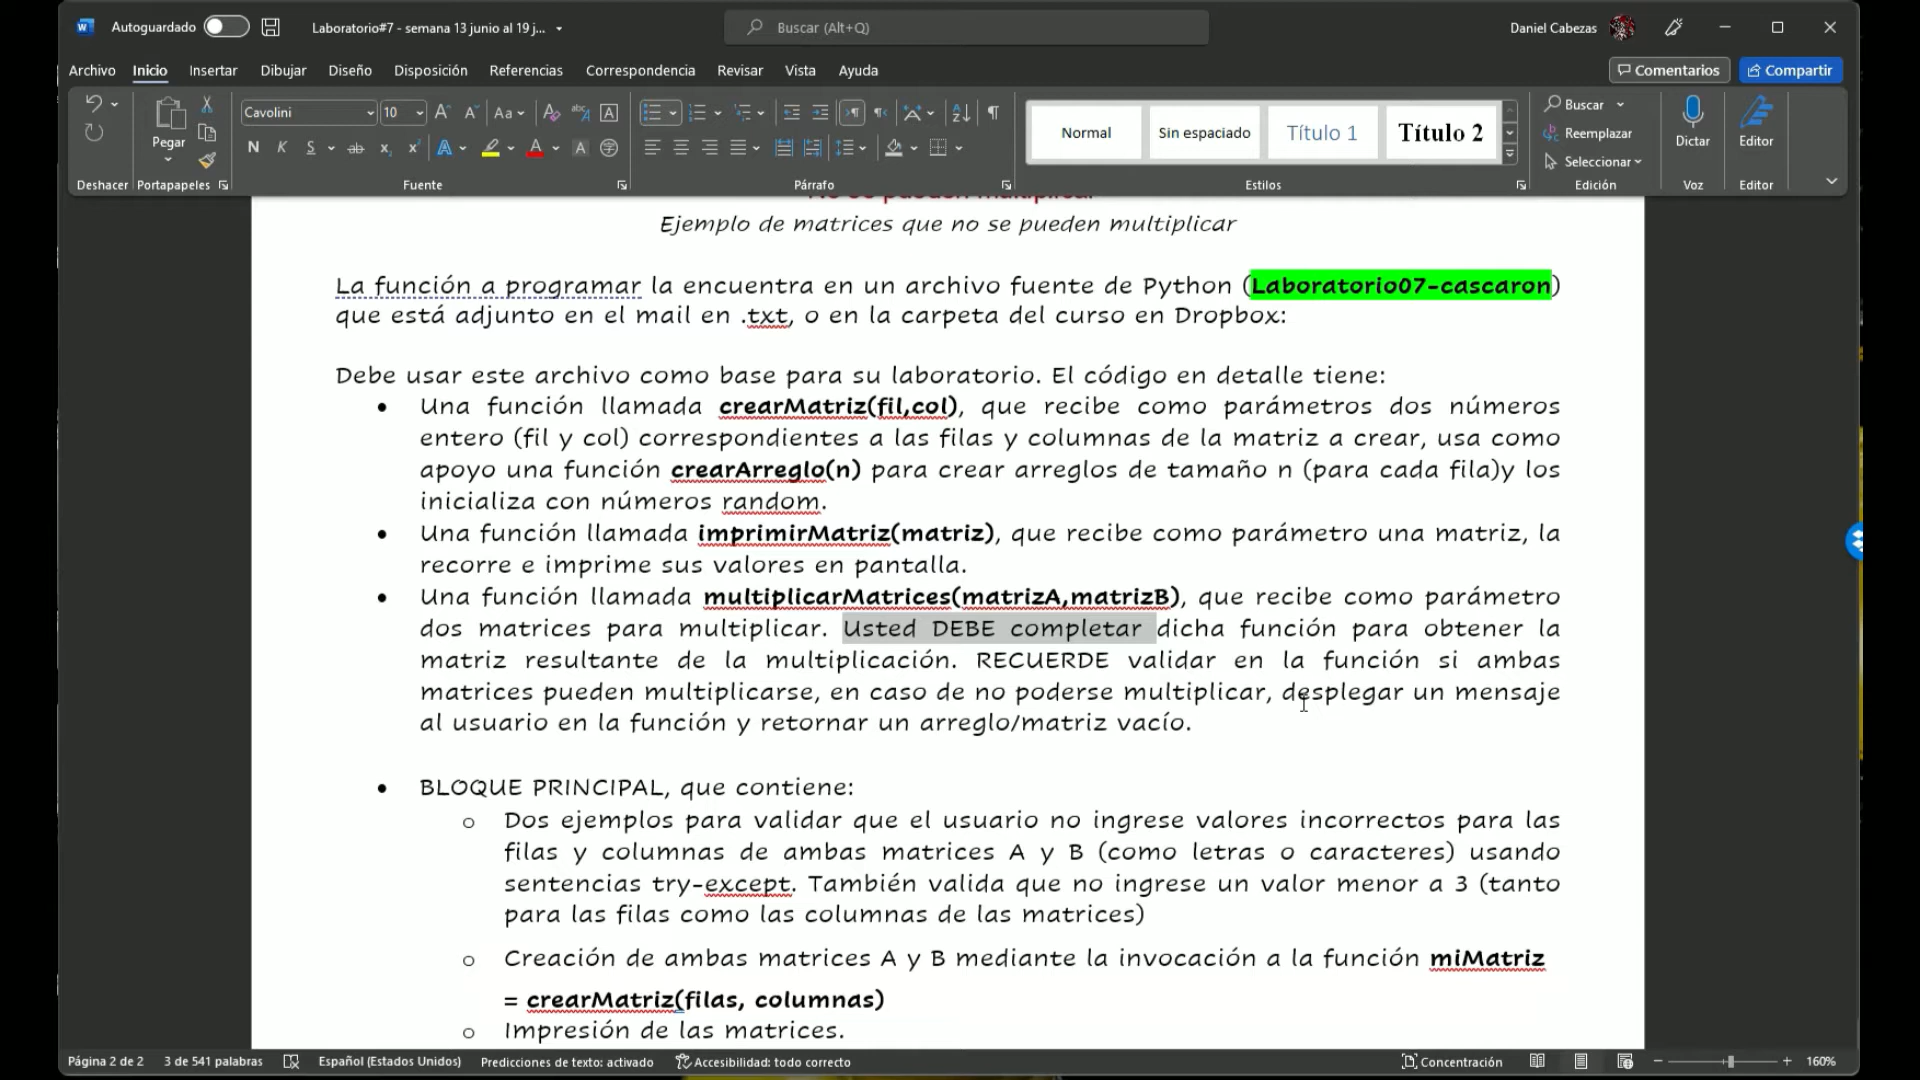 Autoguardado
Laboratorio#7 - semana 13 junio al 19 j...
Buscar (Alt+Q)
Daniel Cabezas
Archivo Inicio Insertar Dibujar Diseño Disposición Referencias Correspondencia Revisar Vista Ayuda
Comentarios Compartir
Cavolini 10
Pegar
Normal Sin espaciado Título 1 Título 2
Buscar
Reemplazar
Seleccionar
Dictar
Editor
Deshacer Portapapeles Fuente Párrafo Estilos Edición Voz Editor
No se pueden multiplicar
Ejemplo de matrices que no se pueden multiplicar
La función a programar la encuentra en un archivo fuente de Python (Laboratorio07-cascaron)
que está adjunto en el mail en .txt, o en la carpeta del curso en Dropbox:
Debe usar este archivo como base para su laboratorio. El código en detalle tiene:
• Una función llamada crearMatriz(fil,col), que recibe como parámetros dos números
entero (fil y col) correspondientes a las filas y columnas de la matriz a crear, usa como
apoyo una función crearArreglo(n) para crear arreglos de tamaño n (para cada fila)y los
inicializa con números random.
• Una función llamada imprimirMatriz(matriz), que recibe como parámetro una matriz, la
recorre e imprime sus valores en pantalla.
• Una función llamada multiplicarMatrices(matrizA,matrizB), que recibe como parámetro
dos matrices para multiplicar. Usted DEBE completar dicha función para obtener la
matriz resultante de la multiplicación. RECUERDE validar en la función si ambas
matrices pueden multiplicarse, en caso de no poderse multiplicar, desplegar un mensaje
al usuario en la función y retornar un arreglo/matriz vacío.
• BLOQUE PRINCIPAL, que contiene:
o Dos ejemplos para validar que el usuario no ingrese valores incorrectos para las
filas y columnas de ambas matrices A y B (como letras o caracteres) usando
sentencias try-except. También valida que no ingrese un valor menor a 3 (tanto
para las filas como las columnas de las matrices)
o Creación de ambas matrices A y B mediante la invocación a la función miMatriz
= crearMatriz(filas, columnas)
o Impresión de las matrices.
Página 2 de 2 3 de 541 palabras Español (Estados Unidos) Predicciones de texto: activado Accesibilidad: todo correcto Concentración 160%